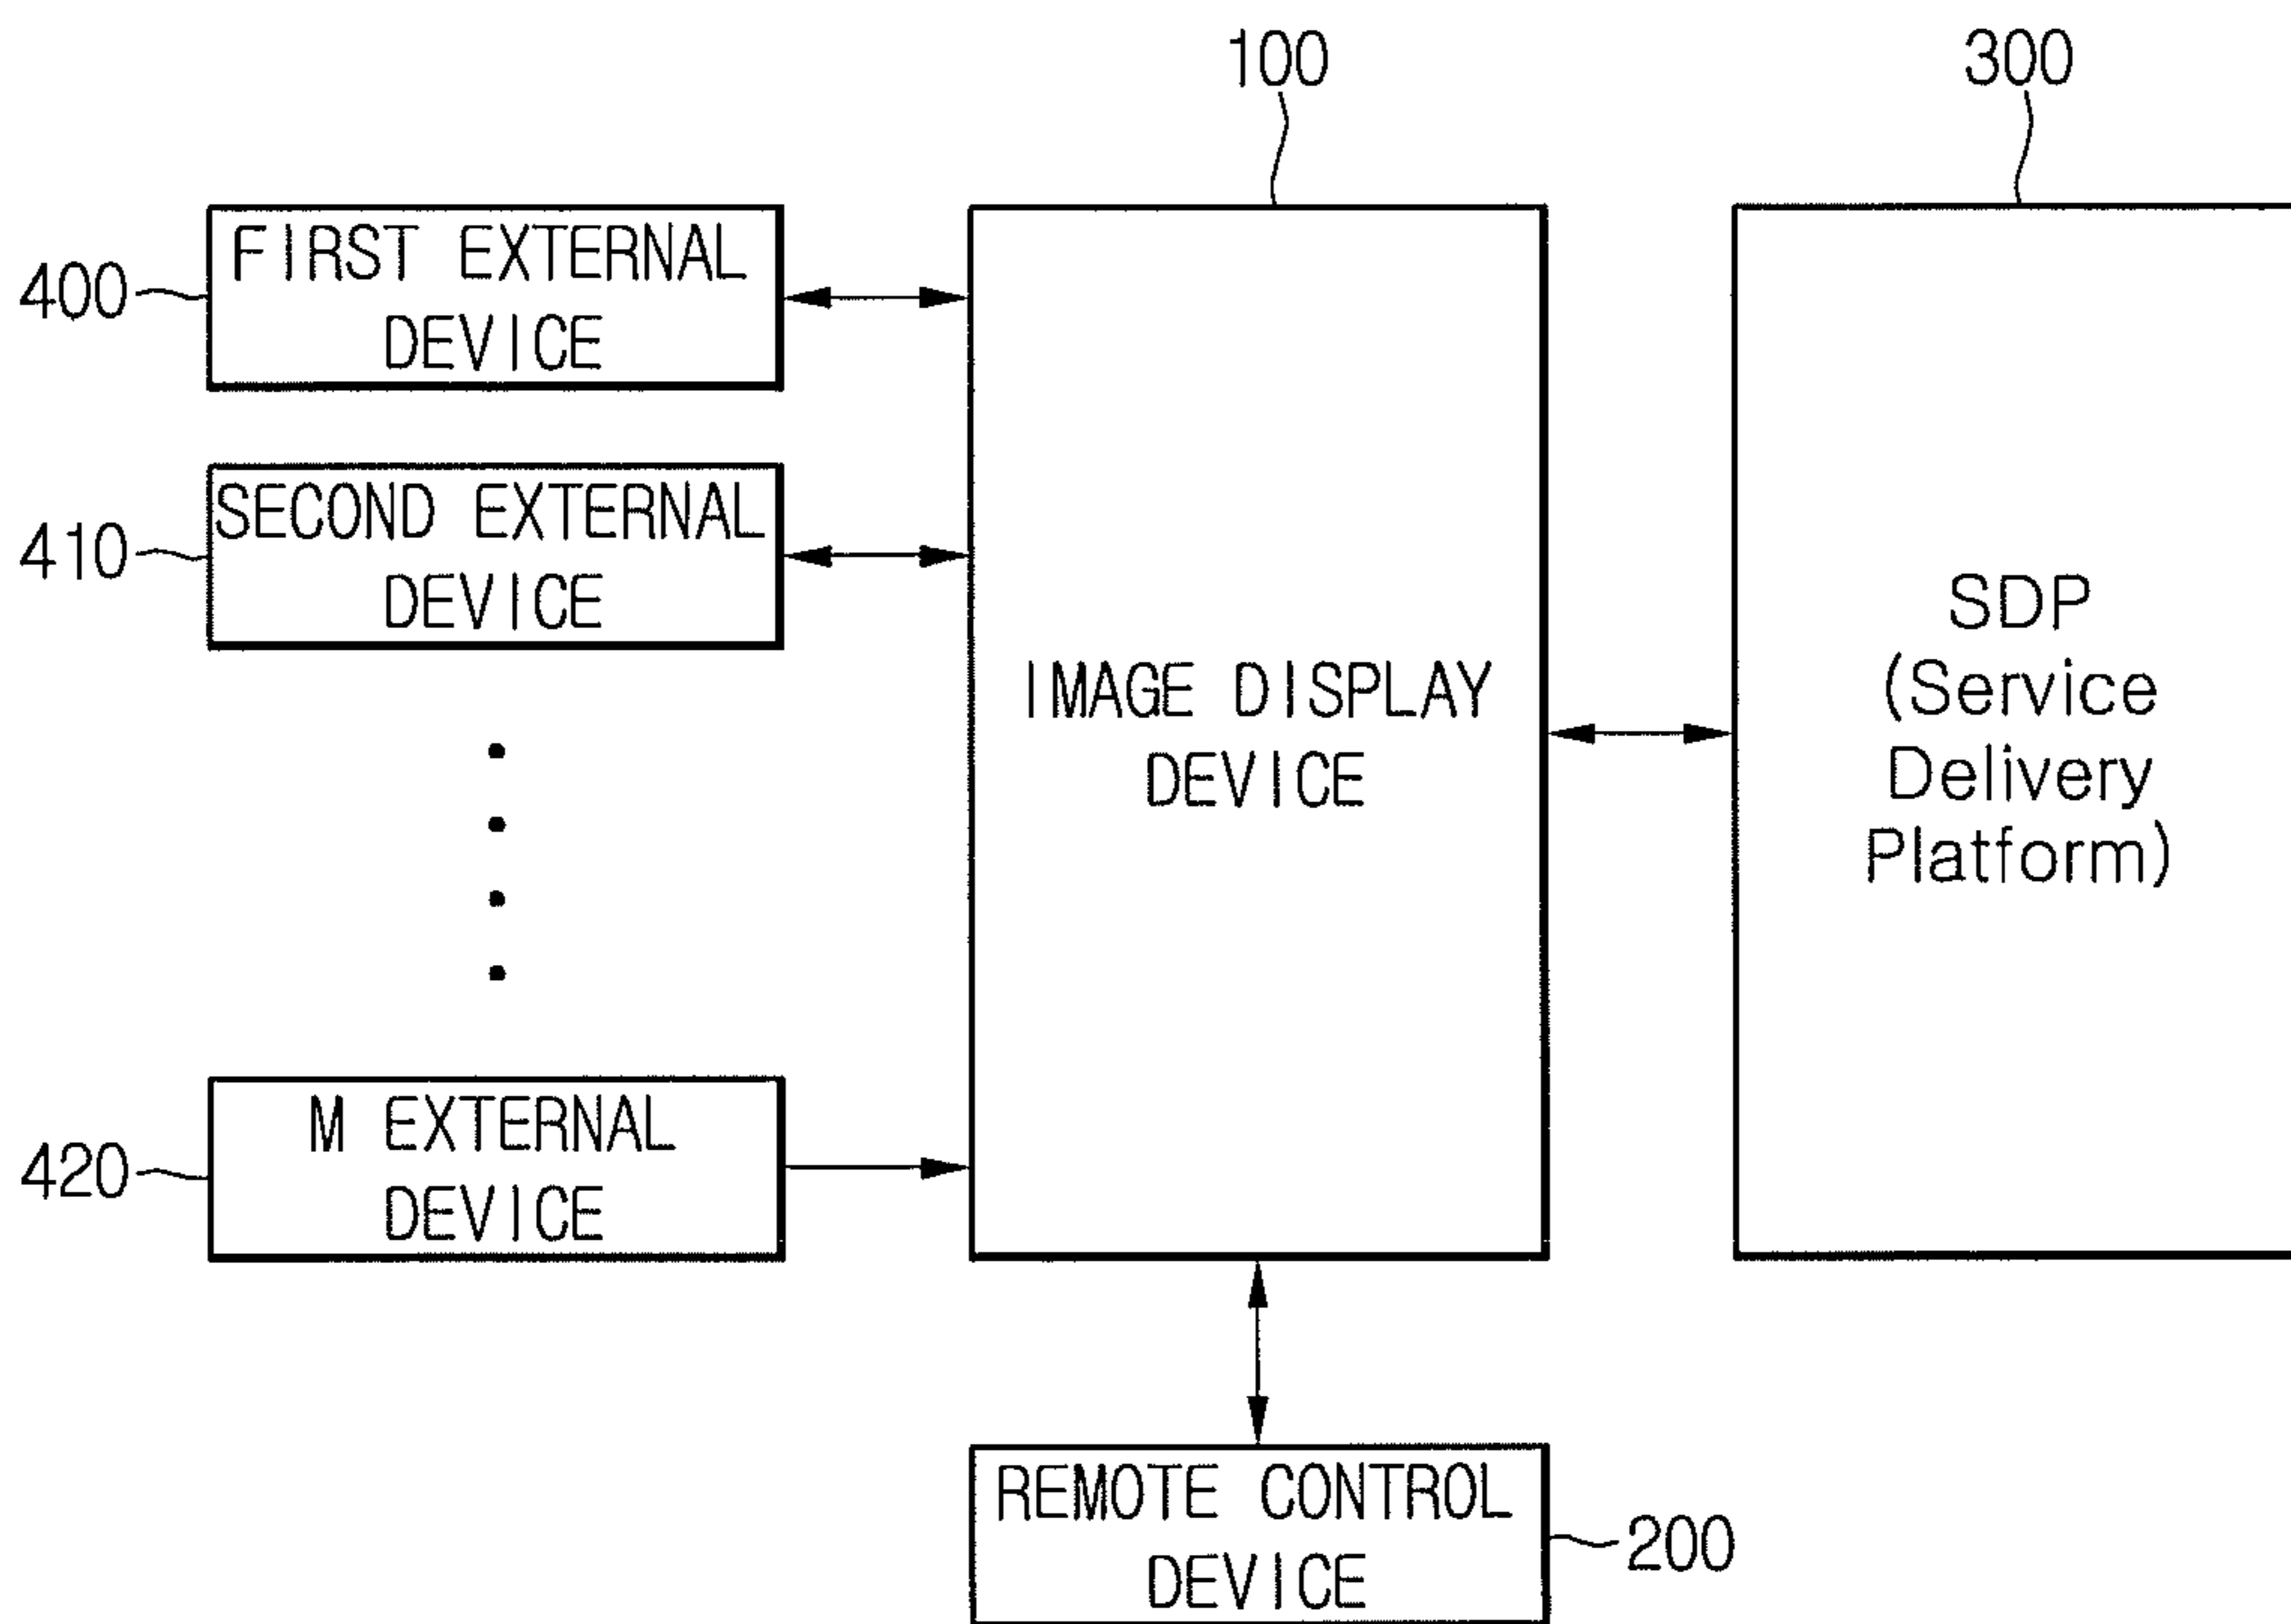 100
300
400
FIRST EXTERNAL
DEVICE
410
SECOND EXTERNAL
DEVICE
IMAGE DISPLAY
DEVICE
SDP
(Service
Delivery
Platform)
420
M EXTERNAL
DEVICE
REMOTE CONTROL
DEVICE
200